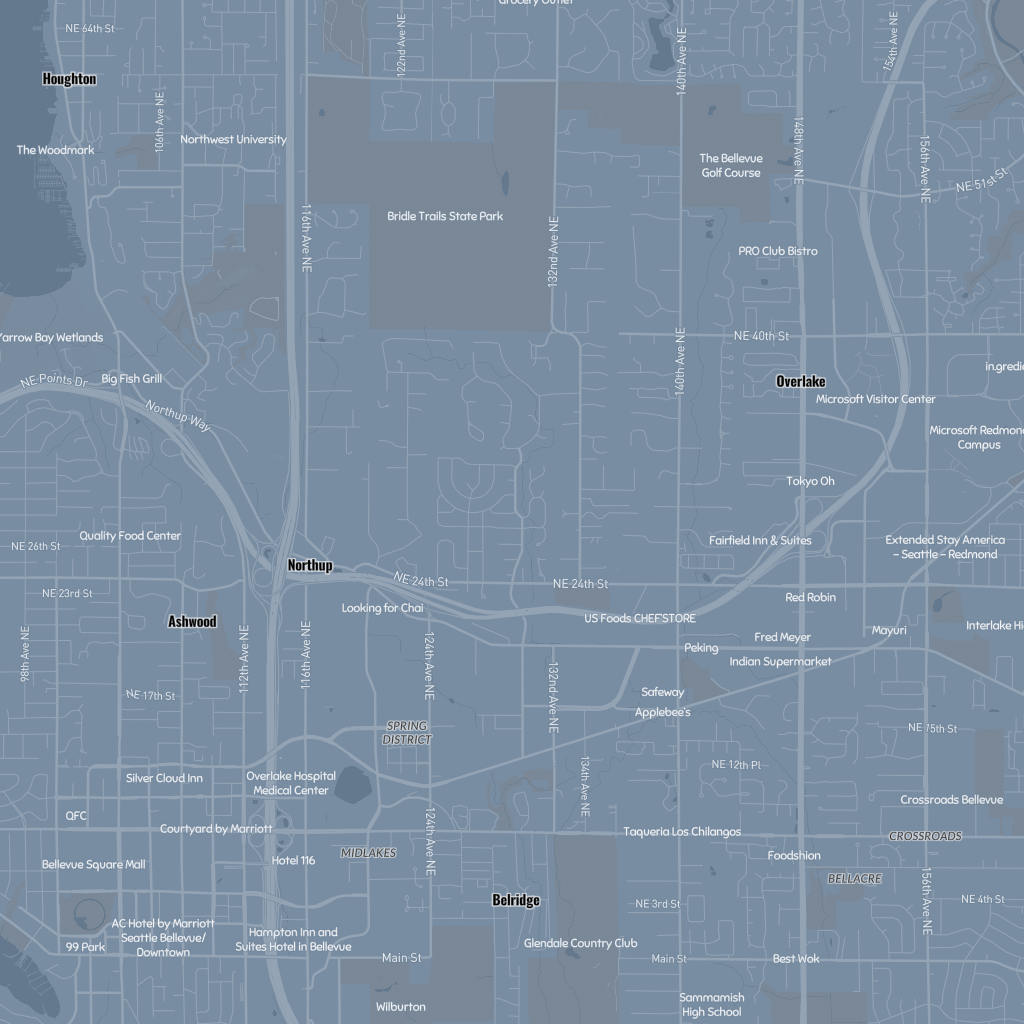 Grocery Outlet
NE 64th St
122nd Ave NE
140th Ave NE
154th Ave NE
Houghton
106th Ave NE
Northwest University
The Woodmark
148th Ave NE
156th Ave NE
The Bellevue
Golf Course
NE 51st St
Bridle Trails State Park
116th Ave NE
132nd Ave NE
PRO Club Bistro
Yarrow Bay Wetlands
NE 40th St
140th Ave NE
in.gredie
NE Points Dr
Big Fish Grill
Overlake
Microsoft Visitor Center
Northup Way
Microsoft Redmond
Campus
Tokyo Oh
Quality Food Center
NE 26th St
Fairfield Inn & Suites
Extended Stay America
– Seattle – Redmond
Northup
NE 24th St
NE 24th St
NE 23rd St
Red Robin
Looking for Chai
Ashwood
US Foods CHEF'STORE
Interlake Hi
98th Ave NE
112th Ave NE
116th Ave NE
124th Ave NE
Mayuri
Fred Meyer
Peking
Indian Supermarket
132nd Ave NE
NE 17th St
Safeway
Applebee's
SPRING
DISTRICT
NE 15th St
NE 12th Pl
Silver Cloud Inn
Overlake Hospital
Medical Center
134th Ave NE
Crossroads Bellevue
QFC
Courtyard by Marriott
124th Ave NE
Taqueria Los Chilangos
CROSSROADS
MIDLAKES
Bellevue Square Mall
Hotel 116
Foodshion
BELLACRE
156th Ave NE
Belridge
NE 3rd St
NE 4th St
AC Hotel by Marriott
Seattle Bellevue/
Downtown
Hampton Inn and
Suites Hotel in Bellevue
99 Park
Glendale Country Club
Main St
Main St
Best Wok
Wilburton
Sammamish
High School